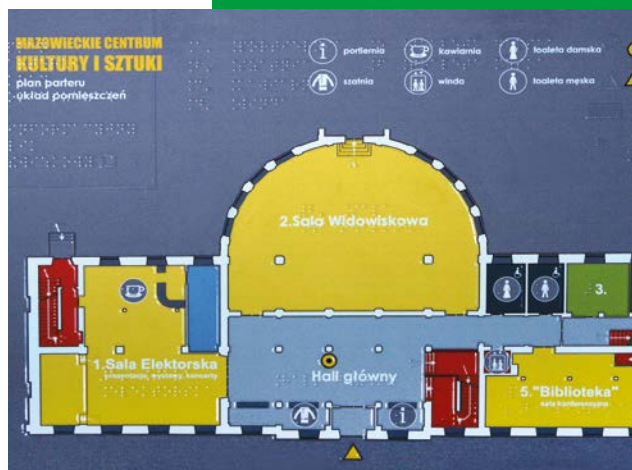 MAZOWIECKIE CENTRUM
KULTURY I SZTUKI
plan parteru
układ pomieszczeń
portiernia
kawiarnia
toaleta damska
szatnia
winda
toaleta męska
2.Sala Widowiskowa
3.
1.Sala Elektorska
prezentacje, wystawy, koncerty
Hall główny
5."Biblioteka"
sala konferencyjna